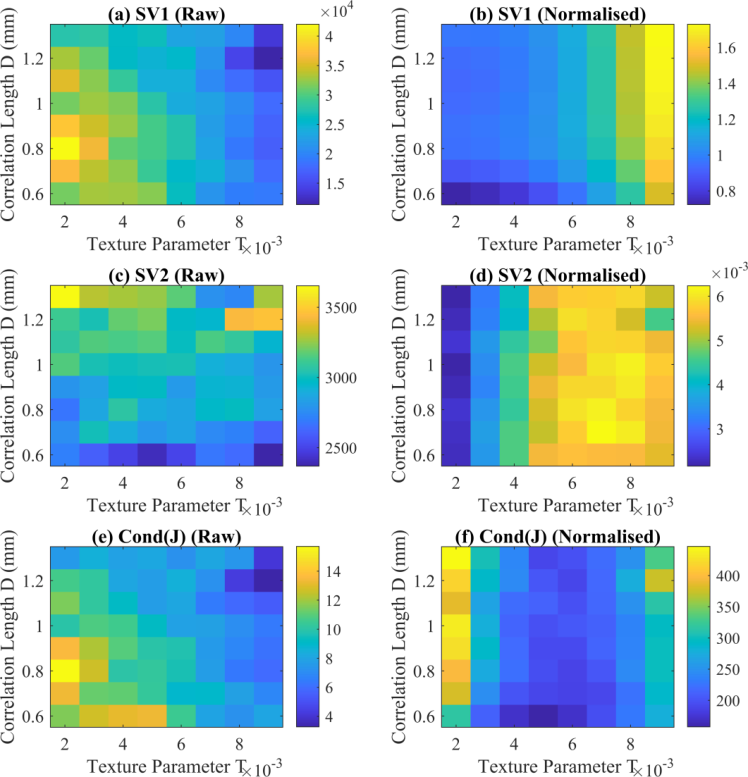 (a) SV1 (Raw)
×10⁴
Correlation Length D (mm)
1.2
1
0.8
0.6
2 4 6 8
Texture Parameter T
×10⁻³
4
3.5
3
2.5
2
1.5
(b) SV1 (Normalised)
Correlation Length D (mm)
1.2
1
0.8
0.6
2 4 6 8
Texture Parameter T
×10⁻³
1.6
1.4
1.2
1
0.8
(c) SV2 (Raw)
Correlation Length D (mm)
1.2
1
0.8
0.6
2 4 6 8
Texture Parameter T
×10⁻³
3500
3000
2500
(d) SV2 (Normalised)
×10⁻³
Correlation Length D (mm)
1.2
1
0.8
0.6
2 4 6 8
Texture Parameter T
×10⁻³
6
5
4
3
(e) Cond(J) (Raw)
Correlation Length D (mm)
1.2
1
0.8
0.6
2 4 6 8
Texture Parameter T
×10⁻³
14
12
10
8
6
4
(f) Cond(J) (Normalised)
Correlation Length D (mm)
1.2
1
0.8
0.6
2 4 6 8
Texture Parameter T
×10⁻³
400
350
300
250
200